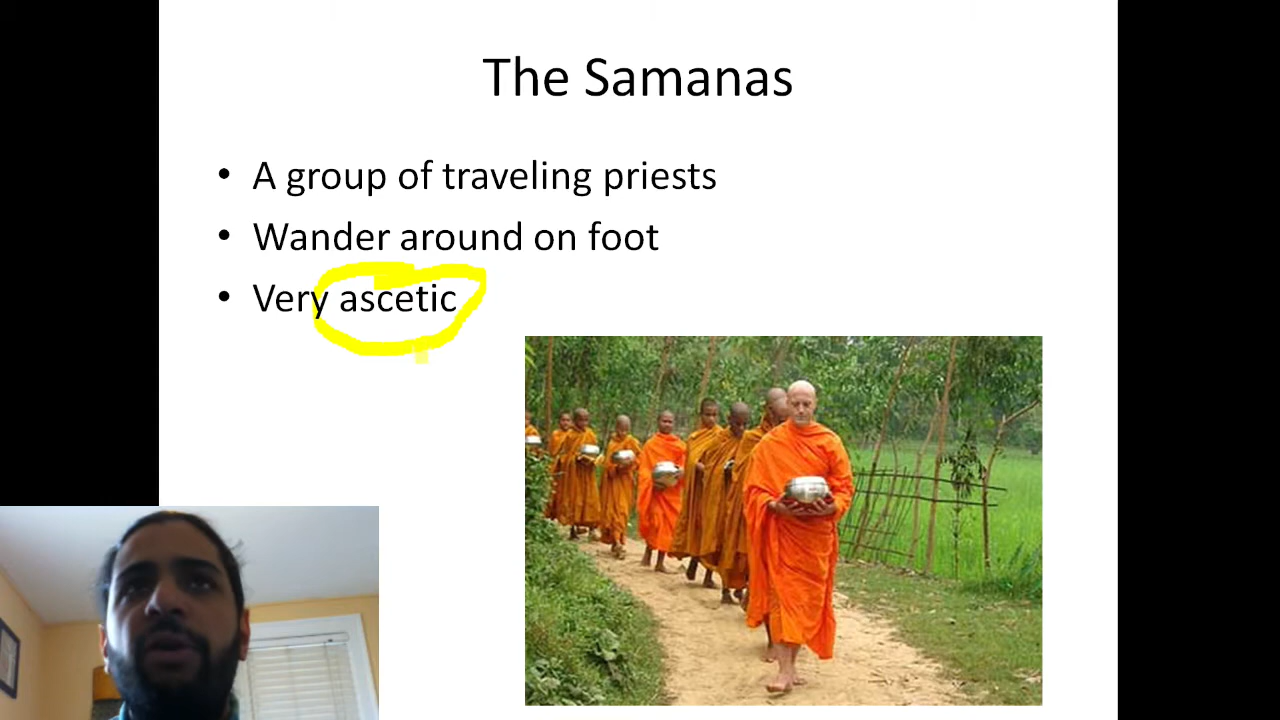 The Samanas
• A group of traveling priests
• Wander around on foot
• Very ascetic